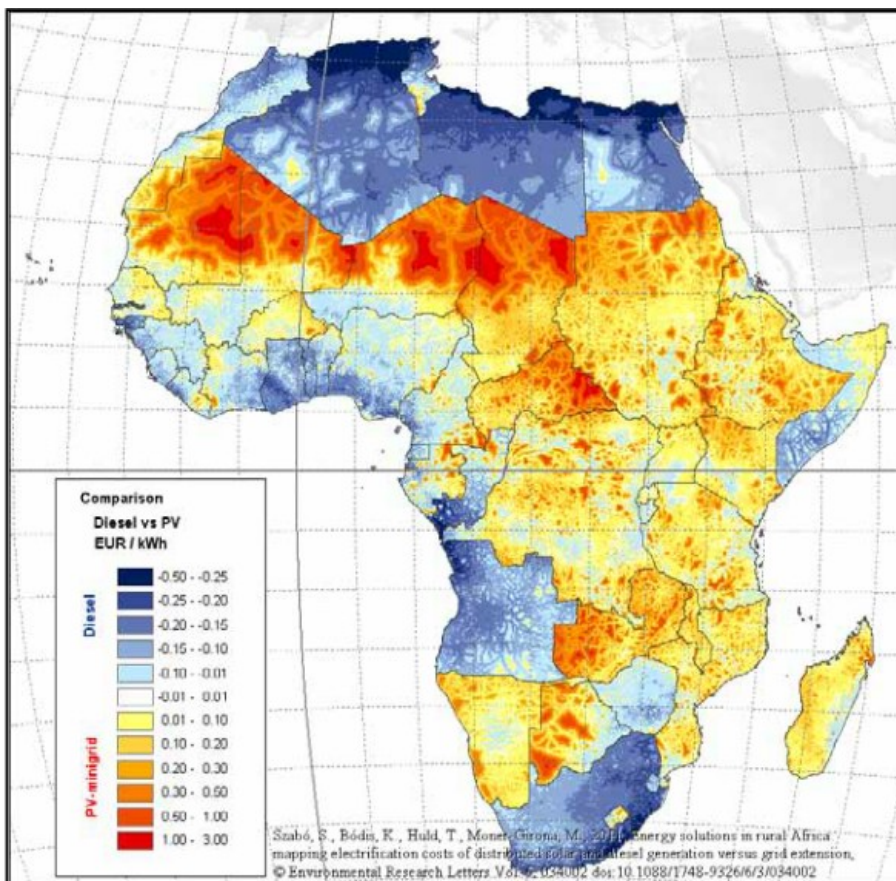 Comparison
Diesel vs PV
EUR / kWh
Diesel
-0.50 - -0.25
-0.25 - -0.20
-0.20 - -0.15
-0.15 - -0.10
-0.10 - -0.01
-0.01 - 0.01
PV-minigrid
0.01 - 0.10
0.10 - 0.20
0.20 - 0.30
0.30 - 0.50
0.50 - 1.00
1.00 - 3.00
Szabó, S., Bódis, K., Huld, T., Moner-Girona, M., Energy solutions in rural Africa
mapping electrification costs of distributed solar and diesel generation versus grid extension,
© Environmental Research Letters Vol. 034002 doi:10.1088/1748-9326/6/3/034002